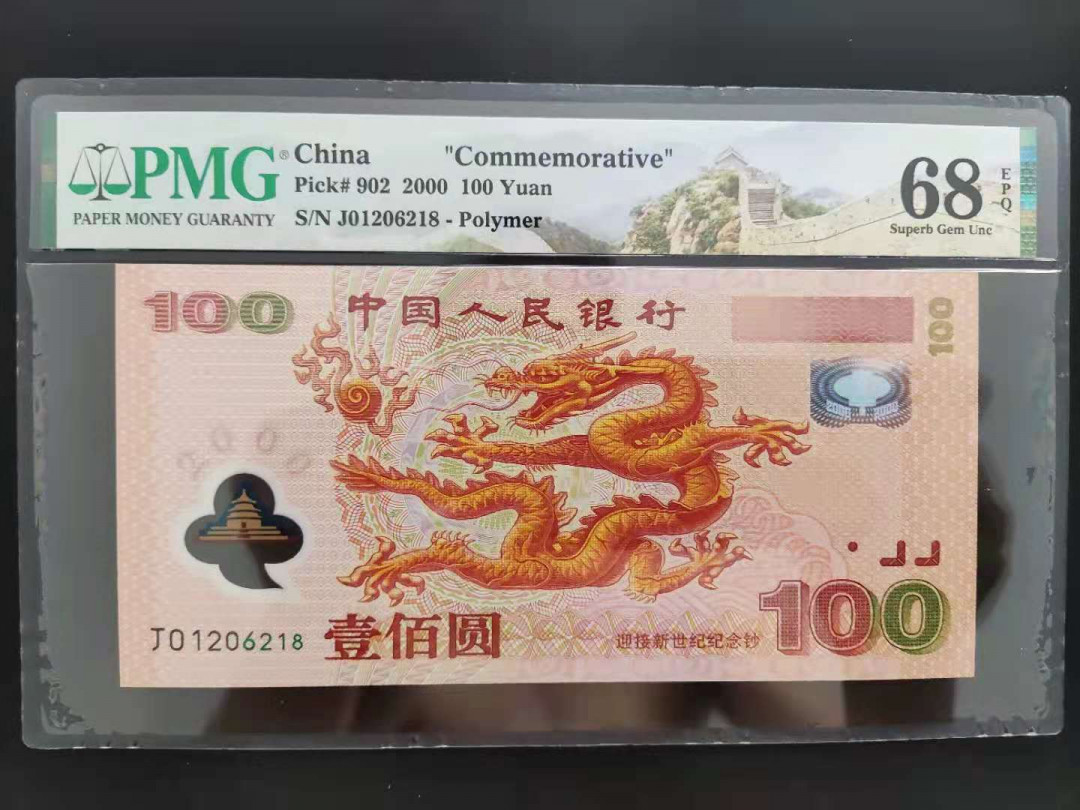 PMG® China "Commemorative"
Pick# 902 2000 100 Yuan
PAPER MONEY GUARANTY S/N J01206218 - Polymer
68 EPQ
Superb Gem Unc
100 中国人民银行 100
2000
J01206218 壹佰圆 迎接新世纪纪念钞 100